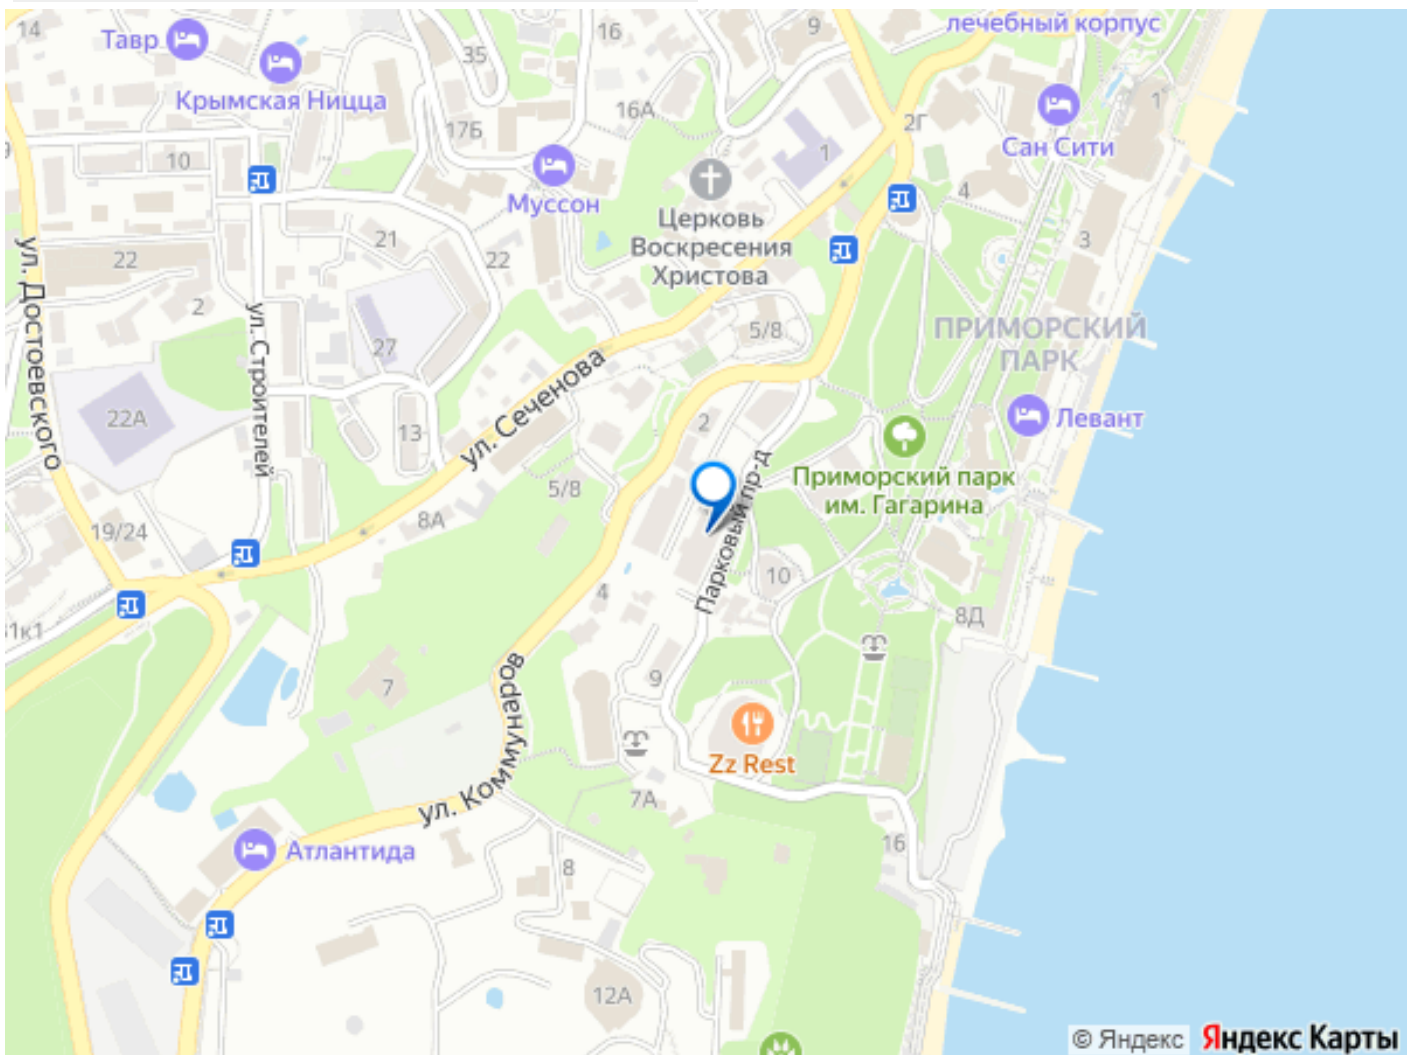 14
Тавр
Крымская Ницца
35
16
9
лечебный корпус
16А
17Б
1
2Г
1
Сан Сити
10
Муссон
Церковь
Воскресения
Христова
4
3
21
22
22
2
ул. Достоевского
ул. Строителей
27
5/8
ПРИМОРСКИЙ
ПАРК
22А
13
ул. Сеченова
2
Левант
Приморский парк
им. Гагарина
Парковый пр-д
5/8
8А
19/24
10
4
8Д
31к1
7
9
ул. Коммунаров
Zz Rest
7А
16
Атлантида
8
12А
© Яндекс Яндекс Карты